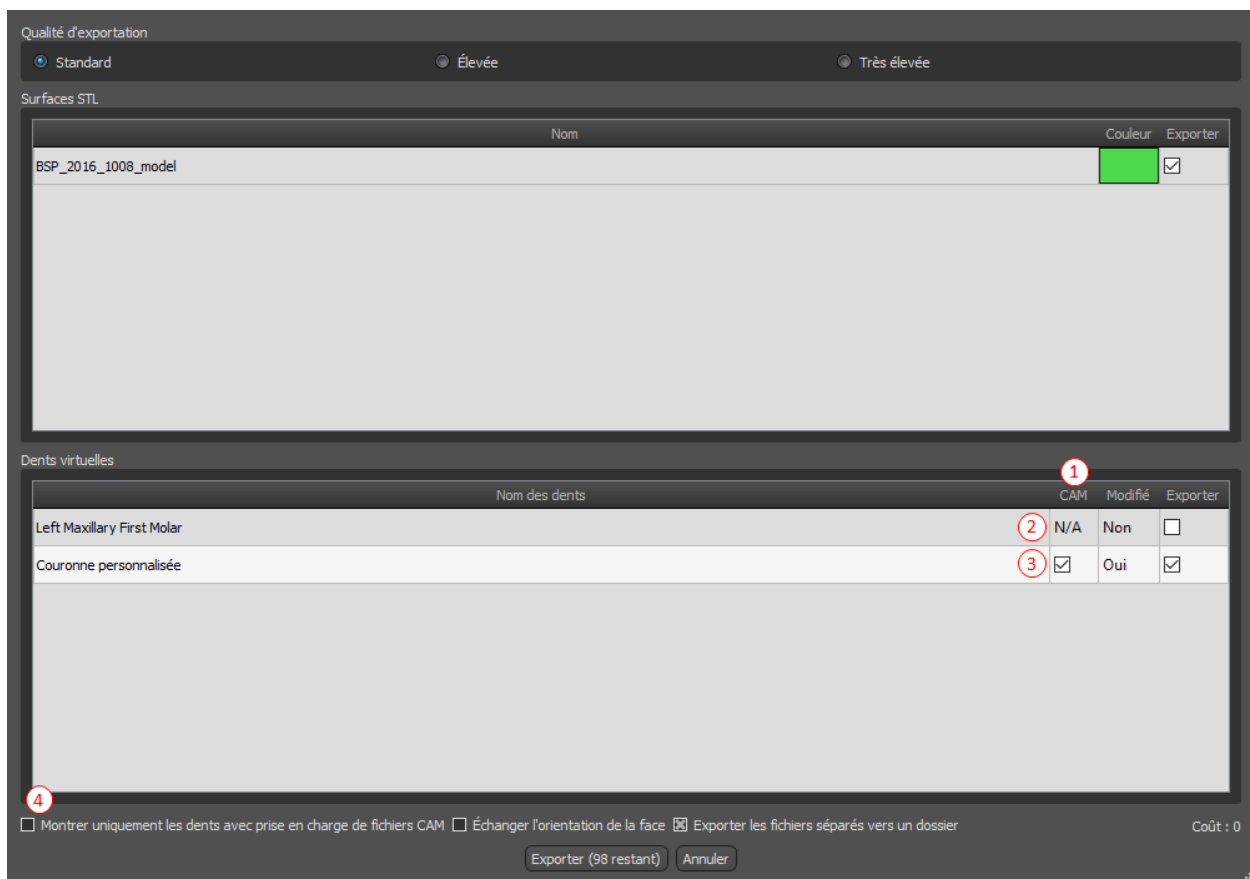 Qualité d'exportation
Standard Élevée Très élevée
Surfaces STL
Nom Couleur Exporter
BSP_2016_1008_model
Dents virtuelles
1
Nom des dents CAM Modifié Exporter
Left Maxillary First Molar 2 N/A Non
Couronne personnalisée 3 Oui
4
Montrer uniquement les dents avec prise en charge de fichiers CAM Échanger l'orientation de la face Exporter les fichiers séparés vers un dossier Coût : 0
Exporter (98 restant) Annuler